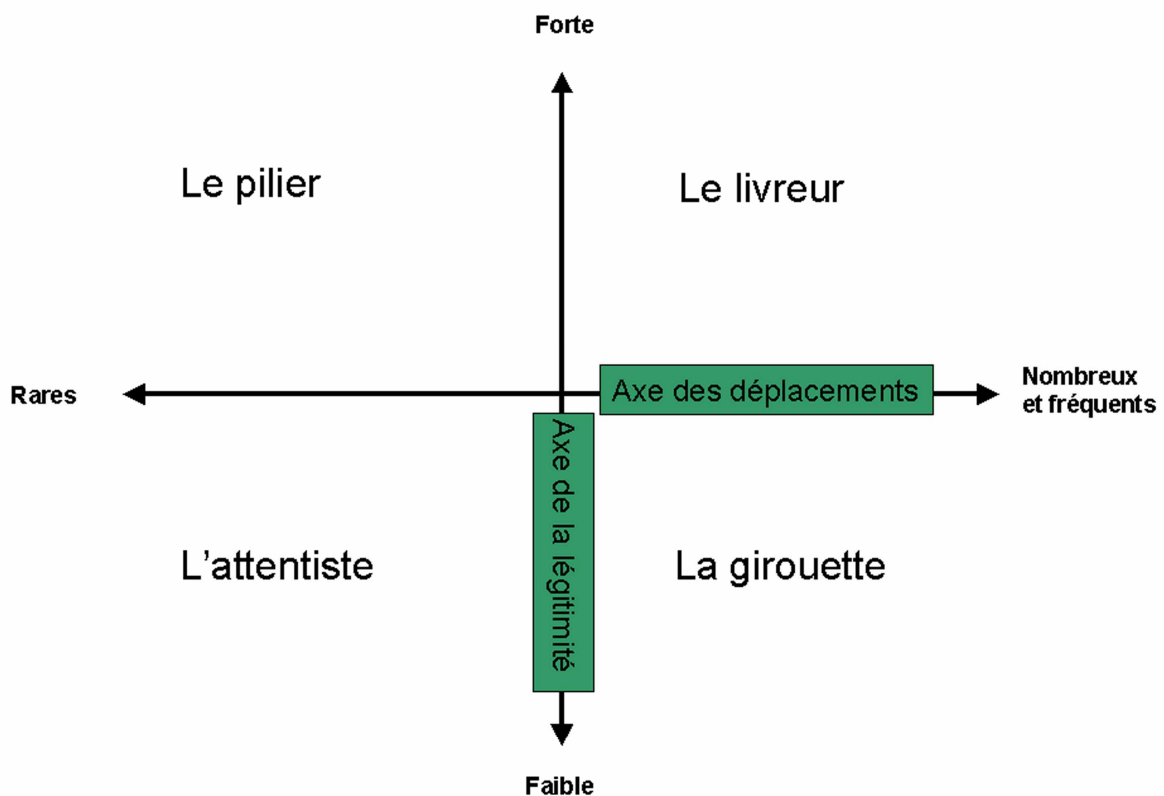 Forte
Le pilier
Le livreur
Rares
Axe des déplacements
Nombreux
et fréquents
Axe de la légitimité
L’attentiste
La girouette
Faible